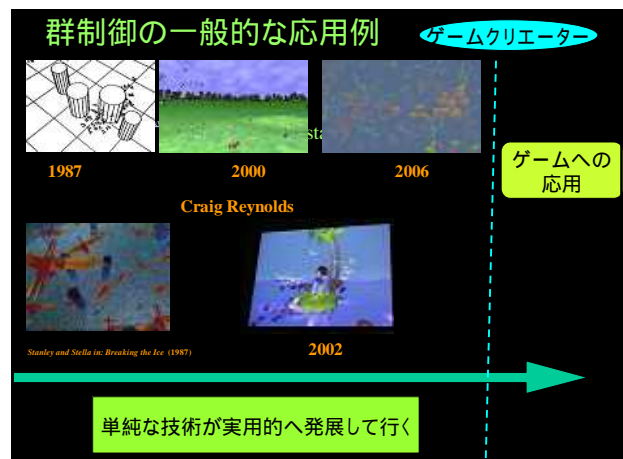 群制御の一般的な応用例
ゲームクリエーター
sta
1987
2000
2006
ゲームへの
応用
Craig Reynolds
Stanley and Stella in: Breaking the Ice (1987)
2002
単純な技術が実用的へ発展して行く